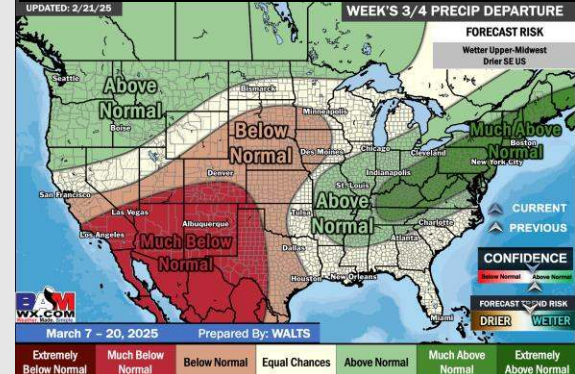 UPDATED: 2/21/25
WEEK'S 3/4 PRECIP DEPARTURE
FORECAST RISK
Wetter Upper-Midwest
Drier SE US
Seattle
Above
Normal
Boise
Bismarck
Minneapolis
Below
Normal
Des Moines
Chicago
Cleveland
Much Above
Normal
Boston
New York City
Denver
Indianapolis
St. Louis
San Francisco
Las Vegas
Los Angeles
Albuquerque
Much Below
Normal
Tulsa
Above
Normal
Charlotte
Atlanta
Dallas
Houston
New Orleans
Miami
CURRENT
PREVIOUS
CONFIDENCE
Below Normal
Above Normal
FORECAST TREND RISK
DRIER
WETTER
BAM
WX.COM
Weather. Made. Simple.
March 7 – 20, 2025
Prepared By: WALTS
Extremely
Below Normal
Much Below
Normal
Below Normal
Equal Chances
Above Normal
Much Above
Normal
Extremely
Above Normal